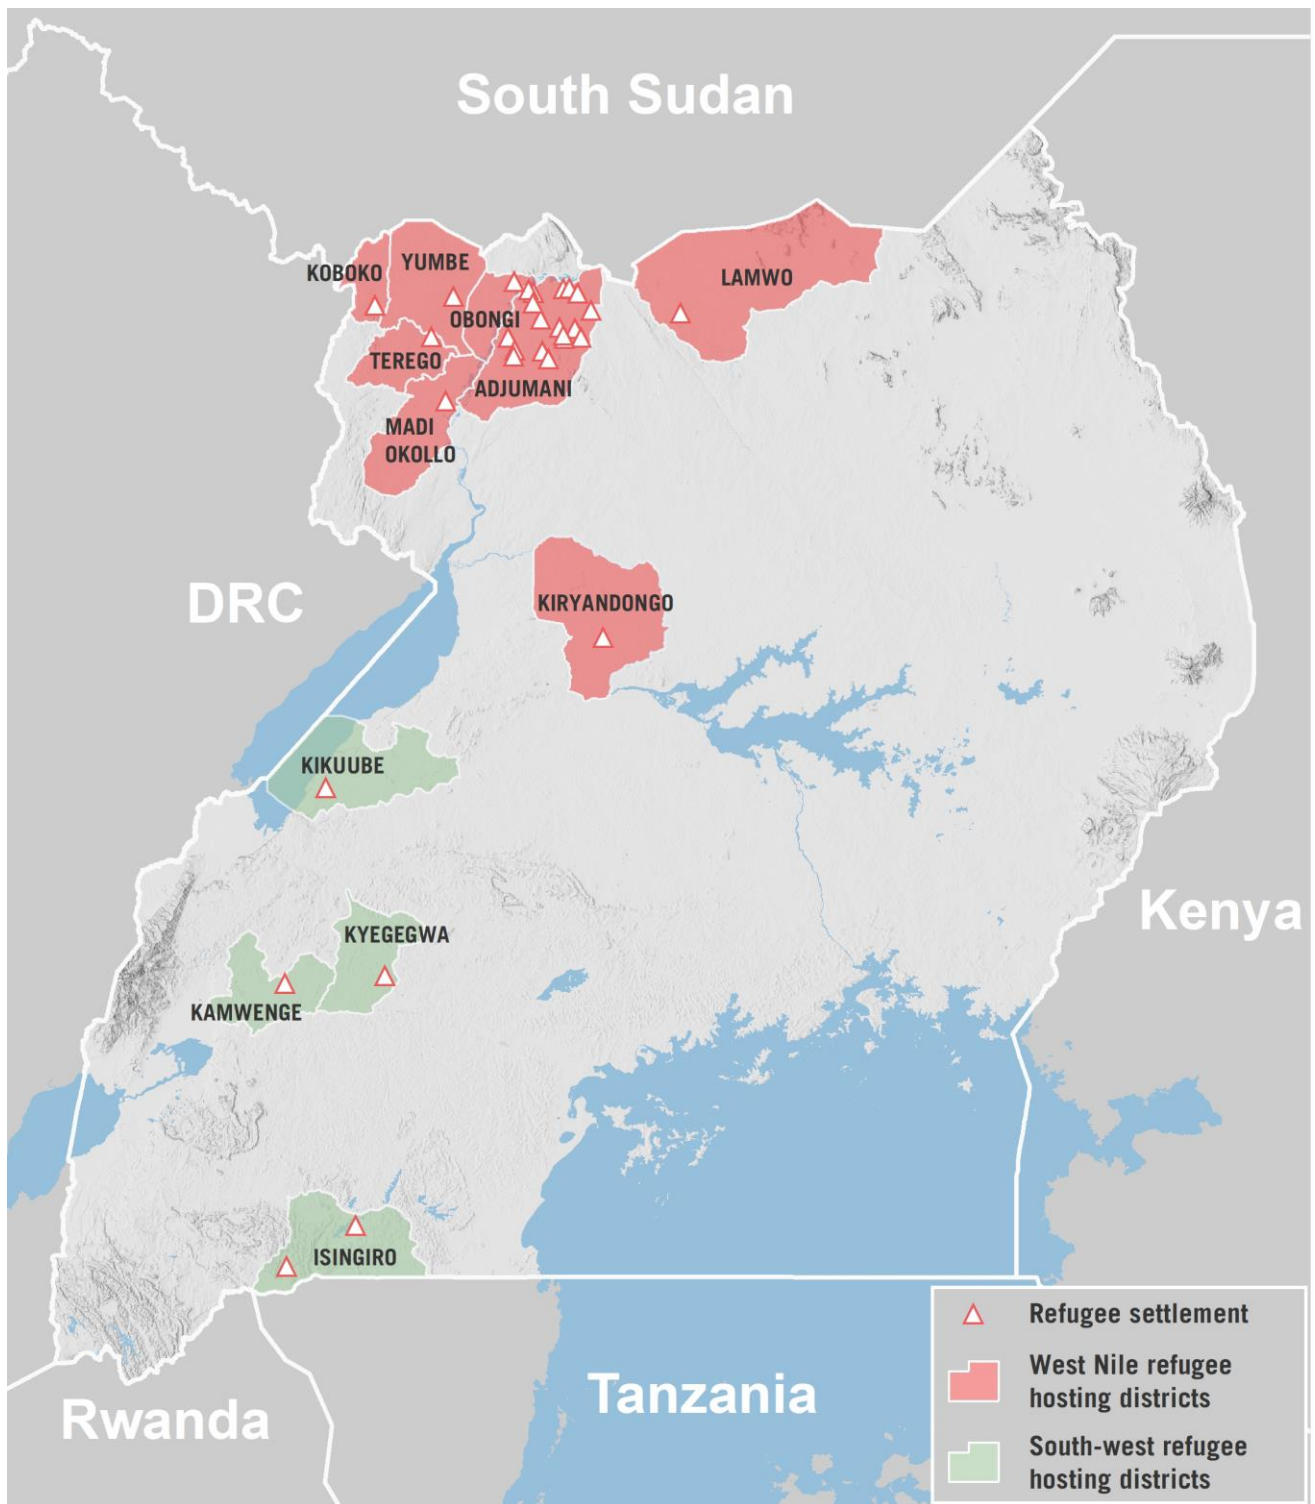 South Sudan
KOBOKO
YUMBE
LAMWO
OBONGI
TEREGO
ADJUMANI
MADI
OKOLLO
DRC
KIRYANDONGO
KIKUUBE
Kenya
KYEGEGWA
KAMWENGE
ISINGIRO
Rwanda
Tanzania
Refugee settlement
West Nile refugee
hosting districts
South-west refugee
hosting districts